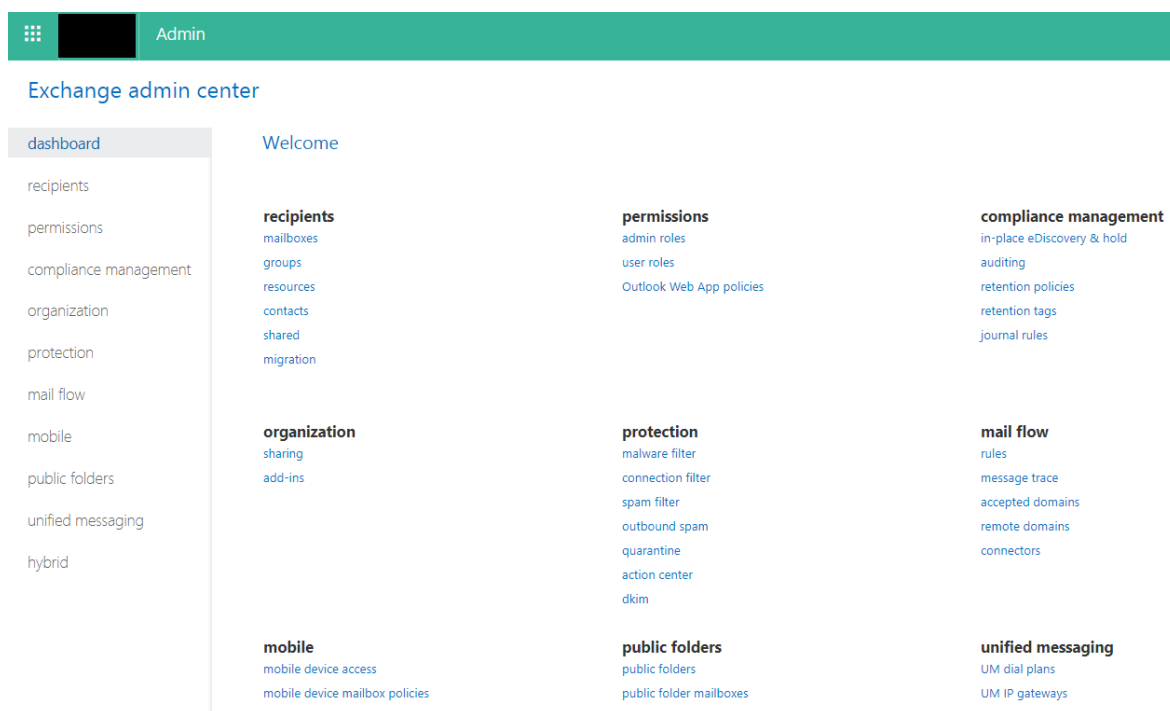 Admin
Exchange admin center
dashboard
recipients
permissions
compliance management
organization
protection
mail flow
mobile
public folders
unified messaging
hybrid
Welcome
recipients
mailboxes
groups
resources
contacts
shared
migration
permissions
admin roles
user roles
Outlook Web App policies
compliance management
in-place eDiscovery & hold
auditing
retention policies
retention tags
journal rules
organization
sharing
add-ins
protection
malware filter
connection filter
spam filter
outbound spam
quarantine
action center
dkim
mail flow
rules
message trace
accepted domains
remote domains
connectors
mobile
mobile device access
mobile device mailbox policies
public folders
public folders
public folder mailboxes
unified messaging
UM dial plans
UM IP gateways